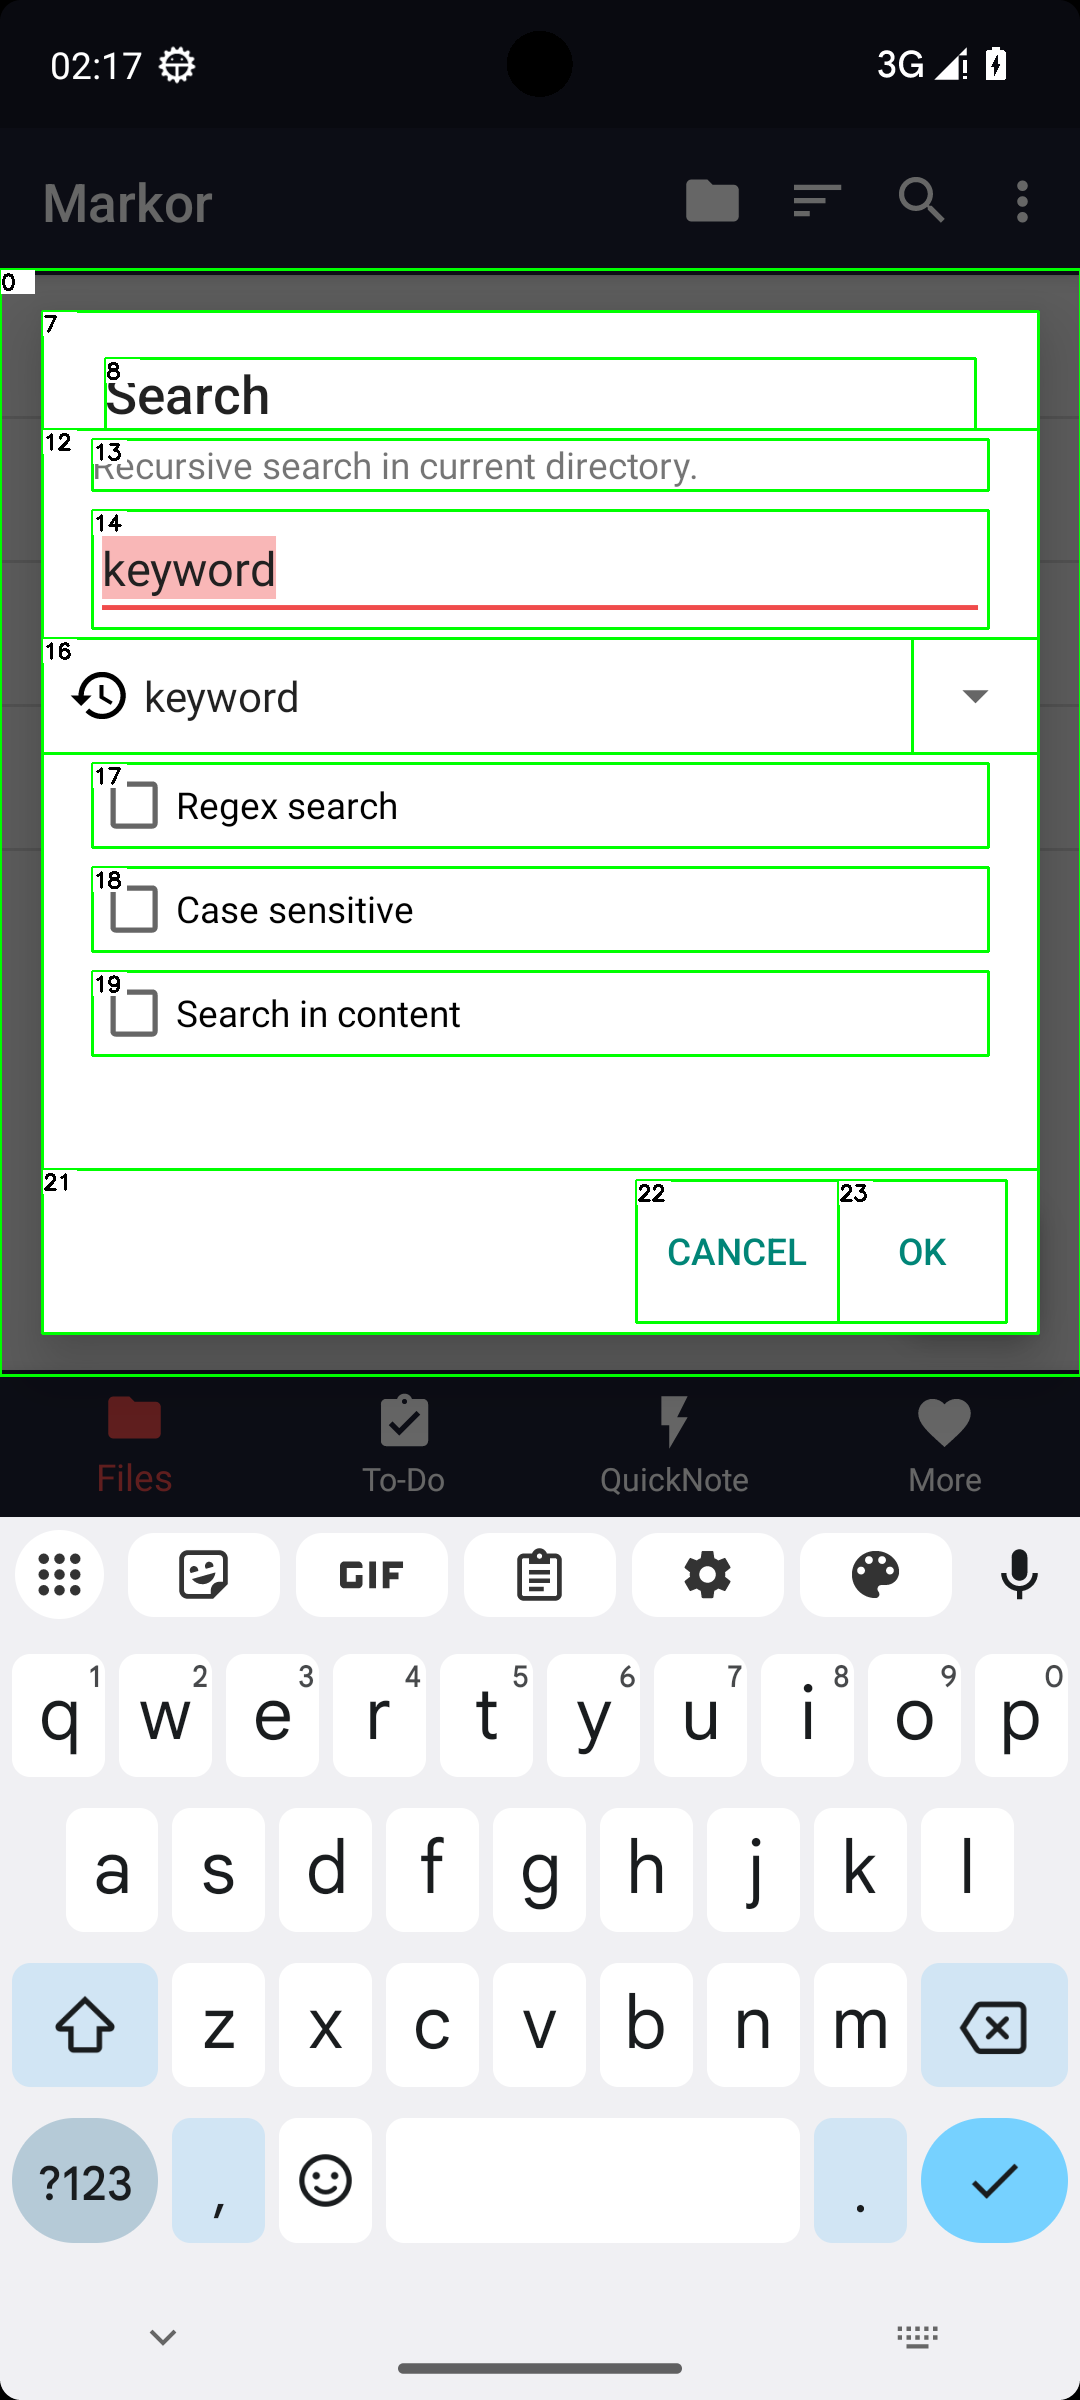 02:17
3G
Markor
0
7
8
Search
12
13
Recursive search in current directory.
14
keyword
16
keyword
17
Regex search
18
Case sensitive
19
Search in content
21
22
23
CANCEL
OK
Files
To-Do
QuickNote
More
GIF
1 2 3 4 5 6 7 8 9 0
q w e r t y u i o p
a s d f g h j k l
z x c v b n m
?123 , .